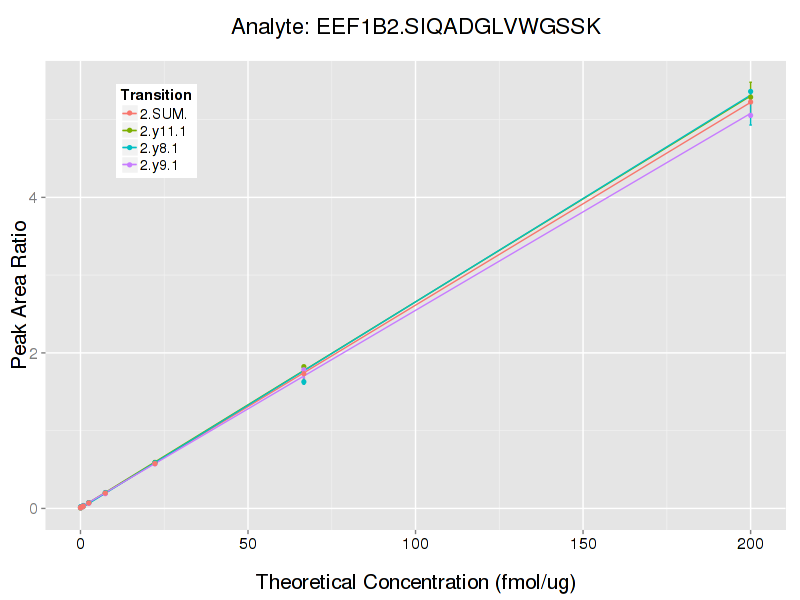 Analyte: EEF1B2.SIQADGLVWGSSK
Transition
2.SUM.
2.y11.1
2.y8.1
2.y9.1
Peak Area Ratio
4
2
0
0 50 100 150 200
Theoretical Concentration (fmol/ug)